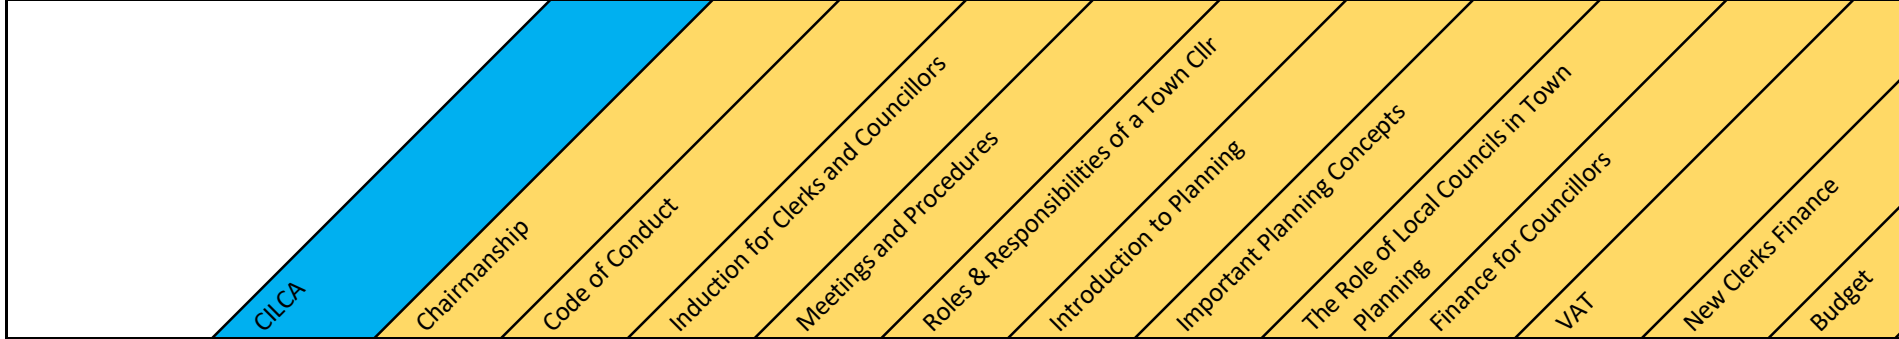 CILCA
Chairmanship
Code of Conduct
Induction for Clerks and Councillors
Meetings and Procedures
Roles & Responsibilities of a Town Cllr
Introduction to Planning
Important Planning Concepts
The Role of Local Councils in Town
Planning
Finance for Councillors
VAT
New Clerks Finance
Budget